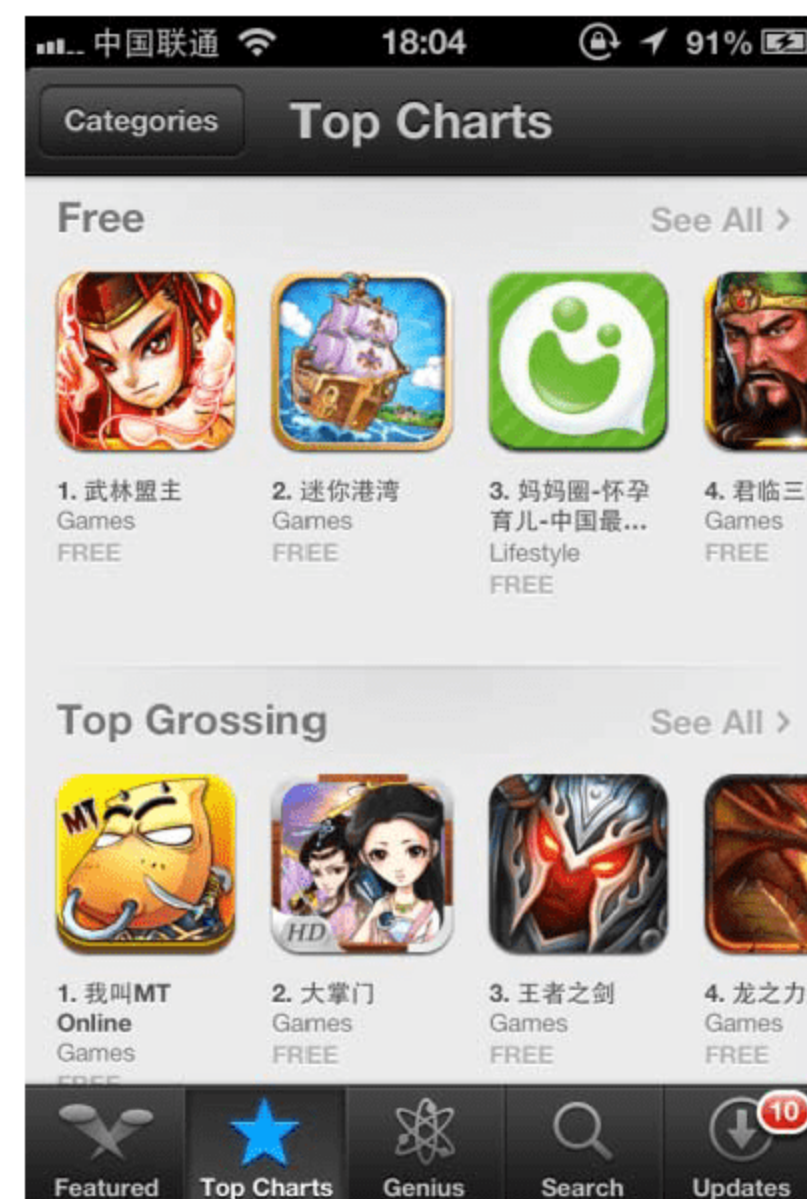 中国联通 18:04 91%
Categories Top Charts
Free See All >
1. 武林盟主
Games
FREE
2. 迷你港湾
Games
FREE
3. 妈妈圈-怀孕
育儿-中国最...
Lifestyle
FREE
4. 君临三
Games
FREE
Top Grossing See All >
MT
HD
1. 我叫MT
Online
Games
FREE
2. 大掌门
Games
FREE
3. 王者之剑
Games
FREE
4. 龙之力
Games
FREE
10
Featured Top Charts Genius Search Updates